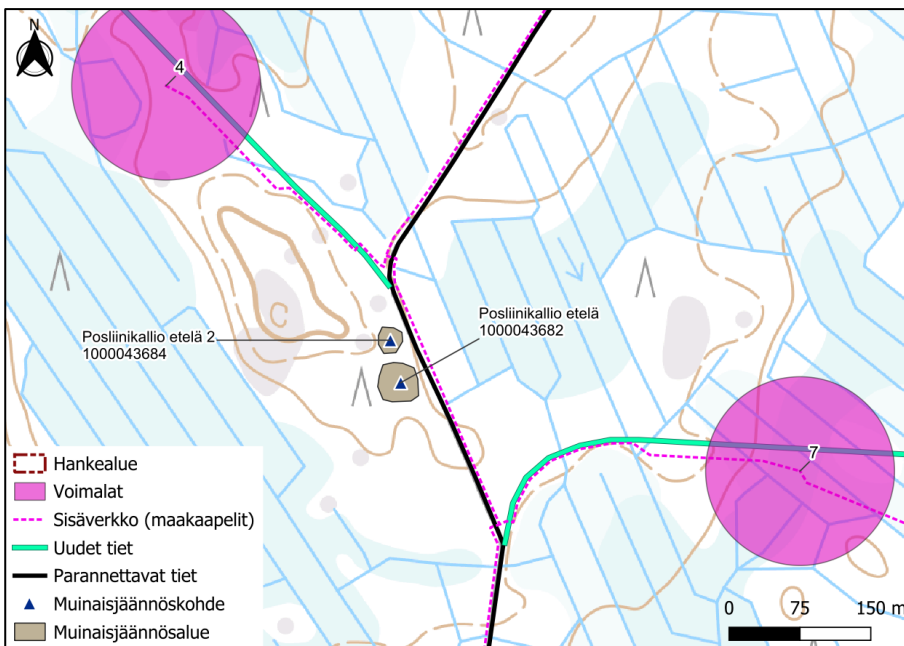 N
4
Posliinikallio etelä 2
1000043684
Posliinikallio etelä
1000043682
7
Hankealue
Voimalat
Sisäverkko (maakaapelit)
Uudet tiet
Parannettavat tiet
Muinaisjäännöskohde
Muinaisjäännösalue
0 75 150 m